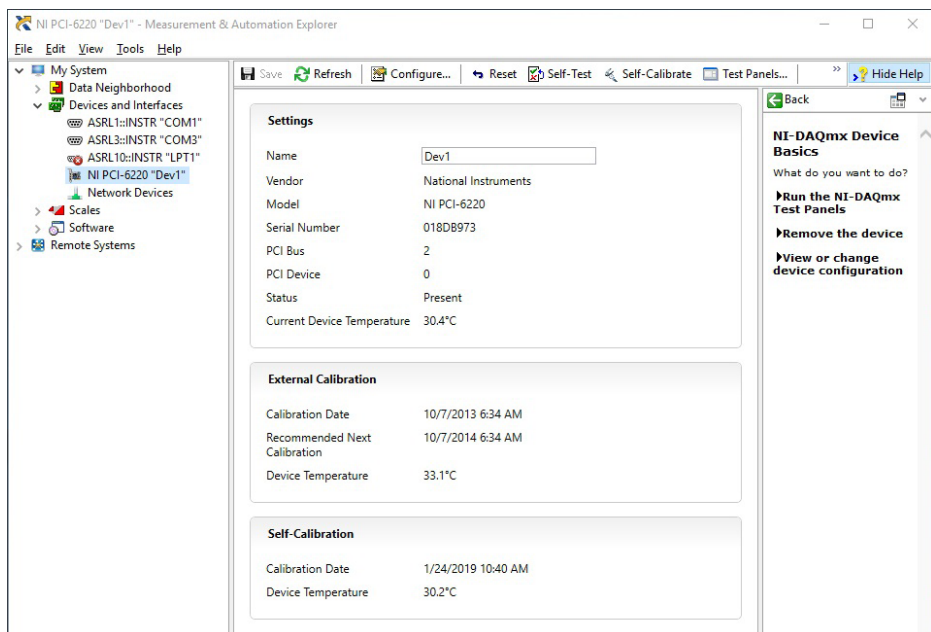 NI PCI-6220 "Dev1" - Measurement & Automation Explorer
File Edit View Tools Help
My System
Data Neighborhood
Devices and Interfaces
ASRL1::INSTR "COM1"
ASRL3::INSTR "COM3"
ASRL10::INSTR "LPT1"
NI PCI-6220 "Dev1"
Network Devices
Scales
Software
Remote Systems
Save Refresh Configure... Reset Self-Test Self-Calibrate Test Panels... » Hide Help
Settings
Name Dev1
Vendor National Instruments
Model NI PCI-6220
Serial Number 018DB973
PCI Bus 2
PCI Device 0
Status Present
Current Device Temperature 30.4°C
External Calibration
Calibration Date 10/7/2013 6:34 AM
Recommended Next 10/7/2014 6:34 AM
Calibration
Device Temperature 33.1°C
Self-Calibration
Calibration Date 1/24/2019 10:40 AM
Device Temperature 30.2°C
Back
NI-DAQmx Device
Basics
What do you want to do?
Run the NI-DAQmx
Test Panels
Remove the device
View or change
device configuration